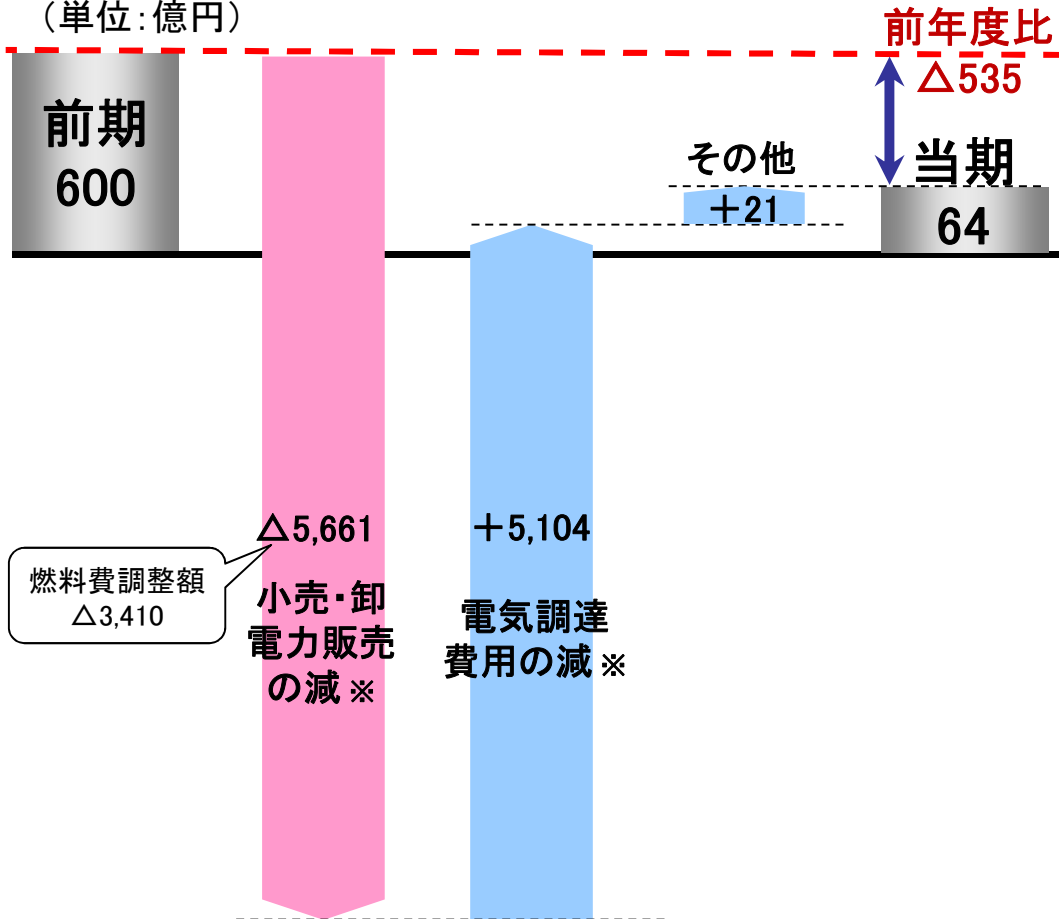 （単位：億円）
前年度比
△535
前期
600
その他
＋21
当期
64
△5,661
＋5,104
燃料費調整額
△3,410
小売・卸
電力販売
の減※
電気調達
費用の減※